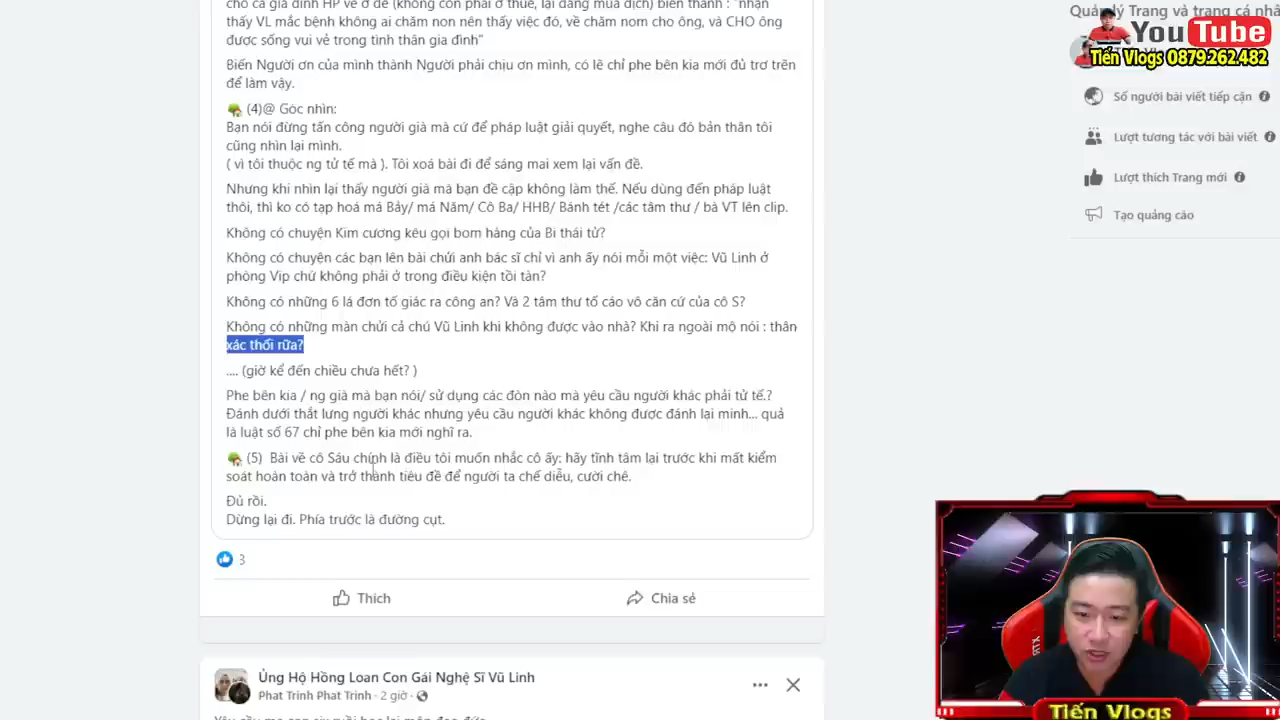 cho cả gia đình HP về ở để (không còn phải ở thuê, lại đang mùa dịch) biến thành : "nhận
thấy VL mắc bệnh không ai chăm non nên thấy việc đó, về chăm nom cho ông, và CHO ông
được sống vui vẻ trong tình thân gia đình"
Biến Người ơn của mình thành Người phải chịu ơn mình, có lẽ chỉ phe bên kia mới đủ trơ trẽn
để làm vậy.
(4)@ Góc nhìn:
Bạn nói đừng tấn công người già mà cứ để pháp luật giải quyết, nghe câu đó bản thân tôi
cũng nhìn lại mình.
( vì tôi thuộc ng tử tế mà ). Tôi xoá bài đi để sáng mai xem lại vấn đề.
Nhưng khi nhìn lại thấy người già mà bạn đề cập không làm thế. Nếu dùng đến pháp luật
thôi, thì ko có tạp hoá má Bảy/ má Năm/ Cô Ba/ HHB/ Bánh tét /các tâm thư / bà VT lên clip.
Không có chuyện Kim cương kêu gọi bom hàng của Bi thái tử?
Không có chuyện các bạn lên bài chửi anh bác sĩ chỉ vì anh ấy nói mỗi một việc: Vũ Linh ở
phòng Vip chứ không phải ở trong điều kiện tồi tàn?
Không có những 6 lá đơn tố giác ra công an? Và 2 tâm thư tố cáo vô căn cứ của cô S?
Không có những màn chửi cả chú Vũ Linh khi không được vào nhà? Khi ra ngoài mộ nói : thân
xác thối rữa?
.... (giờ kể đến chiều chưa hết? )
Phe bên kia / ng già mà bạn nói/ sử dụng các đòn nào mà yêu cầu người khác phải tử tế.?
Đánh dưới thắt lưng người khác nhưng yêu cầu người khác không được đánh lại mình... quả
là luật số 67 chỉ phe bên kia mới nghĩ ra.
(5) Bài về cô Sáu chính là điều tôi muốn nhắc cô ấy: hãy tĩnh tâm lại trước khi mất kiểm
soát hoàn toàn và trở thành tiêu đề để người ta chế diễu, cười chê.
Đủ rồi.
Dừng lại đi. Phía trước là đường cụt.
3
Thích
Chia sẻ
Ủng Hộ Hồng Loan Con Gái Nghệ Sĩ Vũ Linh
Phat Trinh Phat Trinh · 2 giờ ·
Quản lý Trang và trang cá nhâ
YouTube
Tiến Vlogs 0879.262.482
Số người bài viết tiếp cận
Lượt tương tác với bài viết
Lượt thích Trang mới
Tạo quảng cáo
Tiến Vlogs